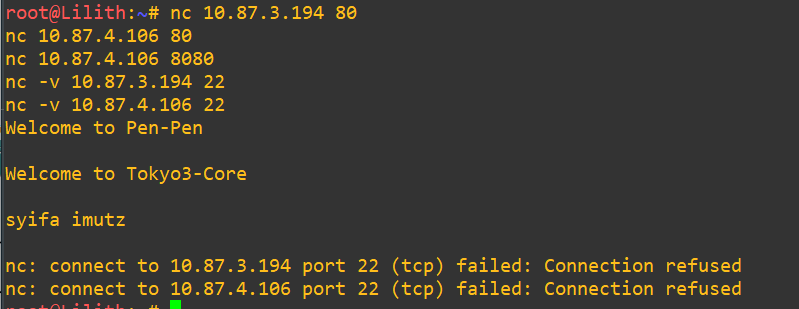 root@Lilith:~# nc 10.87.3.194 80
nc 10.87.4.106 80
nc 10.87.4.106 8080
nc -v 10.87.3.194 22
nc -v 10.87.4.106 22
Welcome to Pen-Pen
Welcome to Tokyo3-Core
syifa imutz
nc: connect to 10.87.3.194 port 22 (tcp) failed: Connection refused
nc: connect to 10.87.4.106 port 22 (tcp) failed: Connection refused
root@Lilith:~#